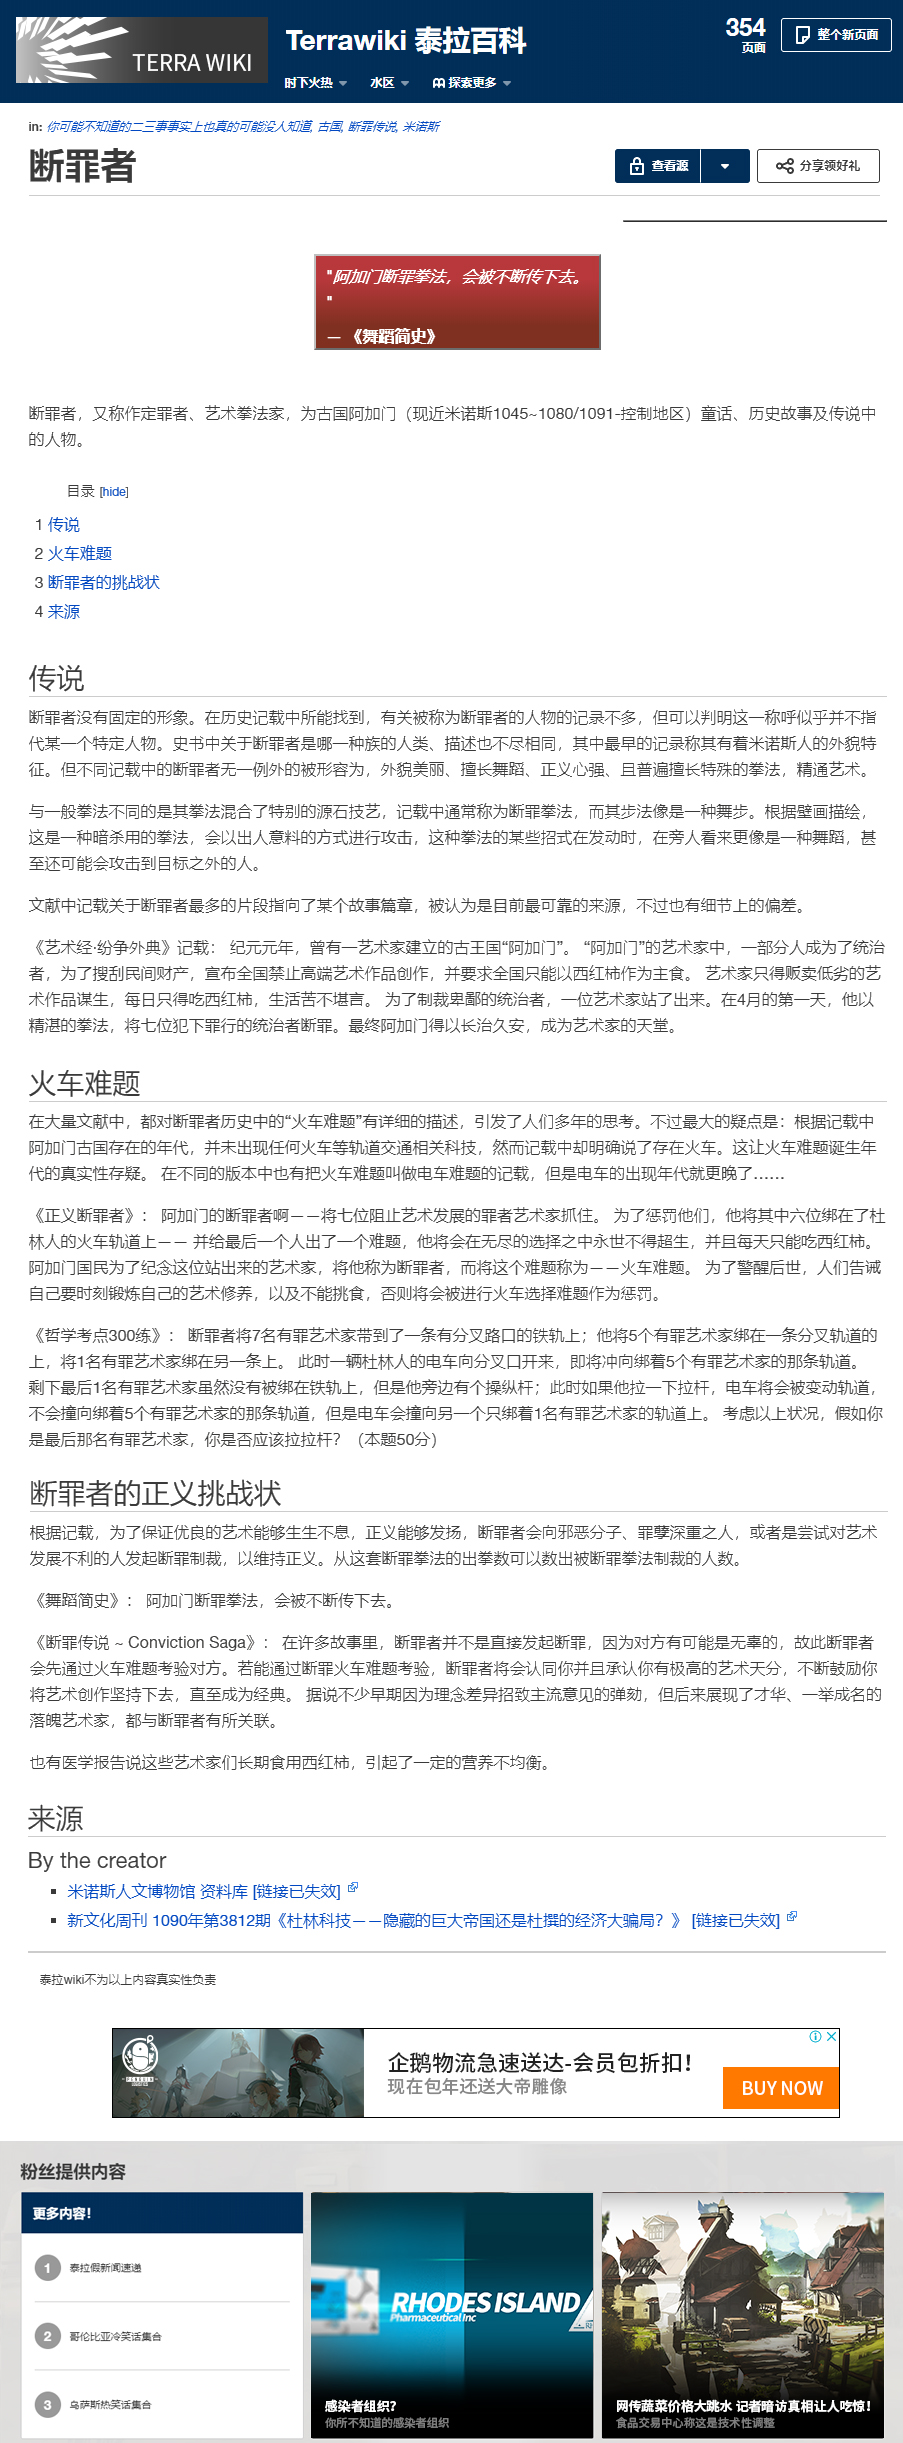 TERRA WIKI
Terrawiki 泰拉百科
354
页面
整个新页面
时下火热
水区
探索更多
in: 你可能不知道的二三事事实上也真的可能没人知道, 古国, 断罪传说, 米诺斯
断罪者
查看源
分享领好礼
"阿加门断罪拳法，会被不断传下去。
"
— 《舞蹈简史》
断罪者，又称作定罪者、艺术拳法家，为古国阿加门（现近米诺斯1045~1080/1091-控制地区）童话、历史故事及传说中
的人物。
目录 [hide]
1 传说
2 火车难题
3 断罪者的挑战状
4 来源
传说
断罪者没有固定的形象。在历史记载中所能找到，有关被称为断罪者的人物的记录不多，但可以判明这一称呼似乎并不指
代某一个特定人物。史书中关于断罪者是哪一种族的人类、描述也不尽相同，其中最早的记录称其有着米诺斯人的外貌特
征。但不同记载中的断罪者无一例外的被形容为，外貌美丽、擅长舞蹈、正义心强、且普遍擅长特殊的拳法，精通艺术。
与一般拳法不同的是其拳法混合了特别的源石技艺，记载中通常称为断罪拳法，而其步法像是一种舞步。根据壁画描绘，
这是一种暗杀用的拳法，会以出人意料的方式进行攻击，这种拳法的某些招式在发动时，在旁人看来更像是一种舞蹈，甚
至还可能会攻击到目标之外的人。
文献中记载关于断罪者最多的片段指向了某个故事篇章，被认为是目前最可靠的来源，不过也有细节上的偏差。
《艺术经·纷争外典》记载： 纪元元年，曾有一艺术家建立的古王国“阿加门”。 “阿加门”的艺术家中，一部分人成为了统治
者，为了搜刮民间财产，宣布全国禁止高端艺术作品创作，并要求全国只能以西红柿作为主食。 艺术家只得贩卖低劣的艺
术作品谋生，每日只得吃西红柿，生活苦不堪言。 为了制裁卑鄙的统治者，一位艺术家站了出来。在4月的第一天，他以
精湛的拳法，将七位犯下罪行的统治者断罪。最终阿加门得以长治久安，成为艺术家的天堂。
火车难题
在大量文献中，都对断罪者历史中的“火车难题”有详细的描述，引发了人们多年的思考。不过最大的疑点是：根据记载中
阿加门古国存在的年代，并未出现任何火车等轨道交通相关科技，然而记载中却明确说了存在火车。这让火车难题诞生年
代的真实性存疑。 在不同的版本中也有把火车难题叫做电车难题的记载，但是电车的出现年代就更晚了……
《正义断罪者》： 阿加门的断罪者啊——将七位阻止艺术发展的罪者艺术家抓住。 为了惩罚他们，他将其中六位绑在了杜
林人的火车轨道上—— 并给最后一个人出了一个难题，他将会在无尽的选择之中永世不得超生，并且每天只能吃西红柿。
阿加门国民为了纪念这位站出来的艺术家，将他称为断罪者，而将这个难题称为——火车难题。 为了警醒后世，人们告诫
自己要时刻锻炼自己的艺术修养，以及不能挑食，否则将会被进行火车选择难题作为惩罚。
《哲学考点300练》： 断罪者将7名有罪艺术家带到了一条有分叉路口的铁轨上；他将5个有罪艺术家绑在一条分叉轨道的
上，将1名有罪艺术家绑在另一条上。 此时一辆杜林人的电车向分叉口开来，即将冲向绑着5个有罪艺术家的那条轨道。
剩下最后1名有罪艺术家虽然没有被绑在铁轨上，但是他旁边有个操纵杆；此时如果他拉一下拉杆，电车将会被变动轨道，
不会撞向绑着5个有罪艺术家的那条轨道，但是电车会撞向另一个只绑着1名有罪艺术家的轨道上。 考虑以上状况，假如你
是最后那名有罪艺术家，你是否应该拉拉杆？（本题50分）
断罪者的正义挑战状
根据记载，为了保证优良的艺术能够生生不息，正义能够发扬，断罪者会向邪恶分子、罪孽深重之人，或者是尝试对艺术
发展不利的人发起断罪制裁，以维持正义。从这套断罪拳法的出拳数可以数出被断罪拳法制裁的人数。
《舞蹈简史》： 阿加门断罪拳法，会被不断传下去。
《断罪传说 ~ Conviction Saga》： 在许多故事里，断罪者并不是直接发起断罪，因为对方有可能是无辜的，故此断罪者
会先通过火车难题考验对方。若能通过断罪火车难题考验，断罪者将会认同你并且承认你有极高的艺术天分，不断鼓励你
将艺术创作坚持下去，直至成为经典。 据说不少早期因为理念差异招致主流意见的弹劾，但后来展现了才华、一举成名的
落魄艺术家，都与断罪者有所关联。
也有医学报告说这些艺术家们长期食用西红柿，引起了一定的营养不均衡。
来源
By the creator
米诺斯人文博物馆 资料库 [链接已失效]
新文化周刊 1090年第3812期《杜林科技——隐藏的巨大帝国还是杜撰的经济大骗局？》 [链接已失效]
泰拉wiki不为以上内容真实性负责
PENGUIN LOGISTICS
企鹅物流急速送达-会员包折扣！
现在包年还送大帝雕像
BUY NOW
粉丝提供内容
更多内容！
1 泰拉假新闻速递
2 哥伦比亚冷笑话集合
3 乌萨斯热笑话集合
RHODES ISLAND
Pharmaceutical Inc
感染者组织？
你所不知道的感染者组织
网传蔬菜价格大跳水 记者暗访真相让人吃惊！
食品交易中心称这是技术性调整